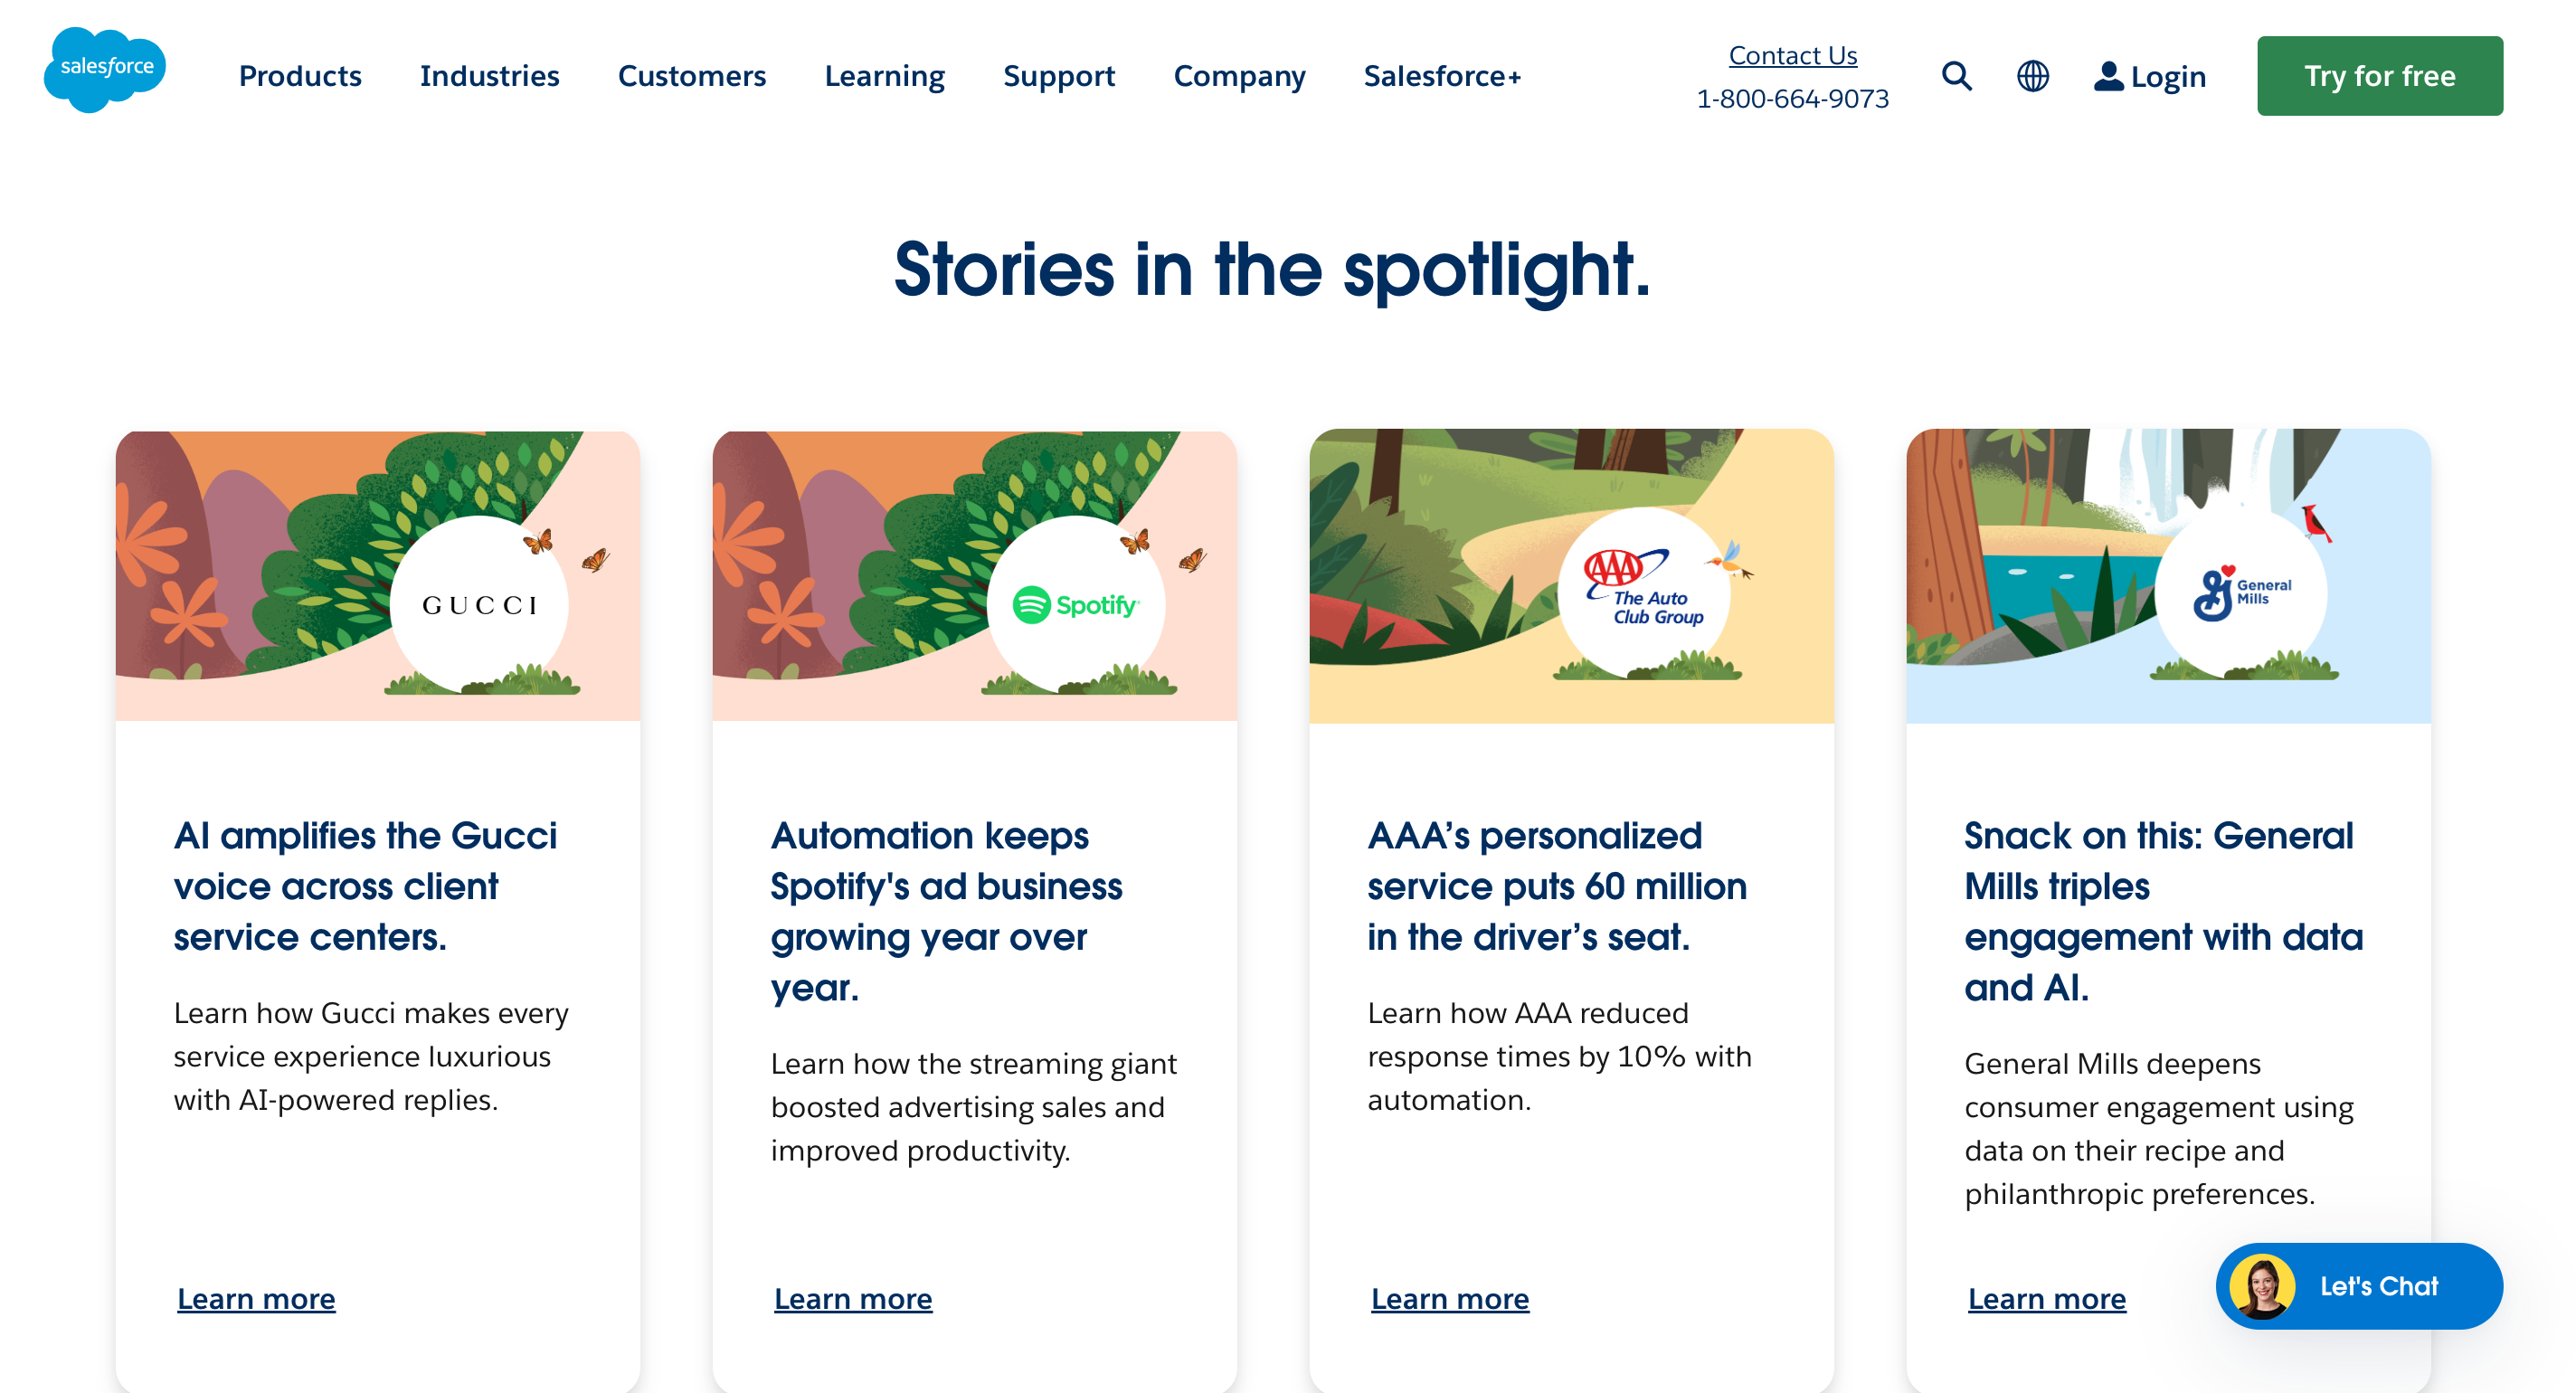 salesforce
Products
Industries
Customers
Learning
Support
Company
Salesforce+
Contact Us
1-800-664-9073
Login
Try for free
Stories in the spotlight.
GUCCI
AI amplifies the Gucci
voice across client
service centers.
Learn how Gucci makes every
service experience luxurious
with AI-powered replies.
Learn more
Spotify
Automation keeps
Spotify's ad business
growing year over
year.
Learn how the streaming giant
boosted advertising sales and
improved productivity.
Learn more
AAA
The Auto
Club Group
AAA’s personalized
service puts 60 million
in the driver’s seat.
Learn how AAA reduced
response times by 10% with
automation.
Learn more
General
Mills
Snack on this: General
Mills triples
engagement with data
and AI.
General Mills deepens
consumer engagement using
data on their recipe and
philanthropic preferences.
Learn more
Let's Chat